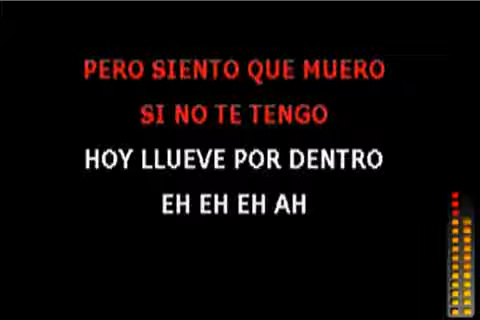 PERO SIENTO QUE MUERO
SI NO TE TENGO
HOY LLUEVE POR DENTRO
EH EH EH AH